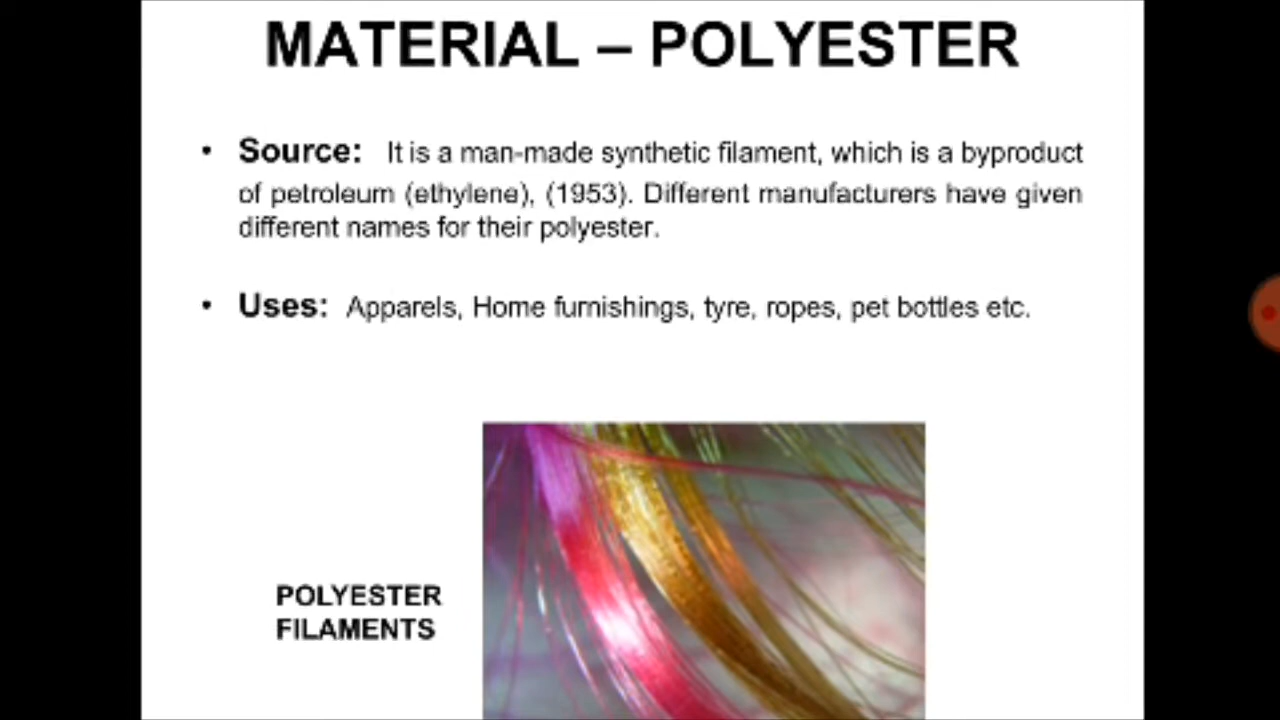 MATERIAL – POLYESTER
• Source: It is a man-made synthetic filament, which is a byproduct
of petroleum (ethylene), (1953). Different manufacturers have given
different names for their polyester.
• Uses: Apparels, Home furnishings, tyre, ropes, pet bottles etc.
POLYESTER
FILAMENTS